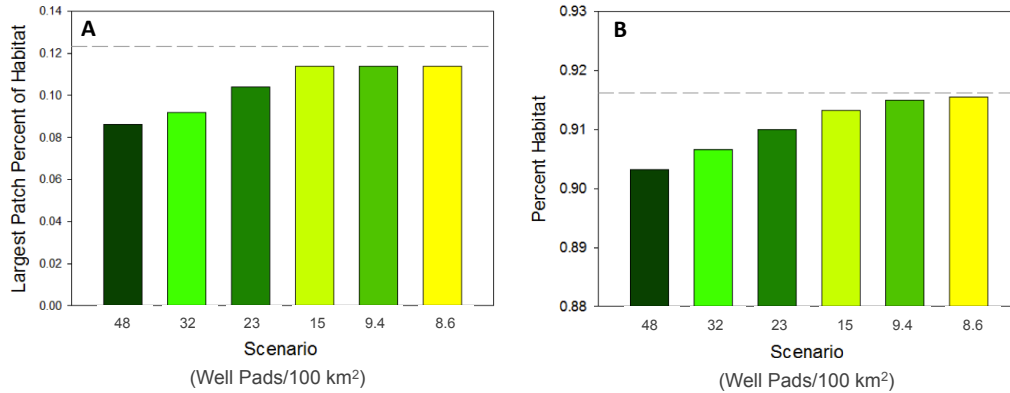 A
Largest Patch Percent of Habitat
0.14
0.12
0.10
0.08
0.06
0.04
0.02
0.00
48 32 23 15 9.4 8.6
Scenario
(Well Pads/100 km²)
B
Percent Habitat
0.93
0.92
0.91
0.90
0.89
0.88
48 32 23 15 9.4 8.6
Scenario
(Well Pads/100 km²)